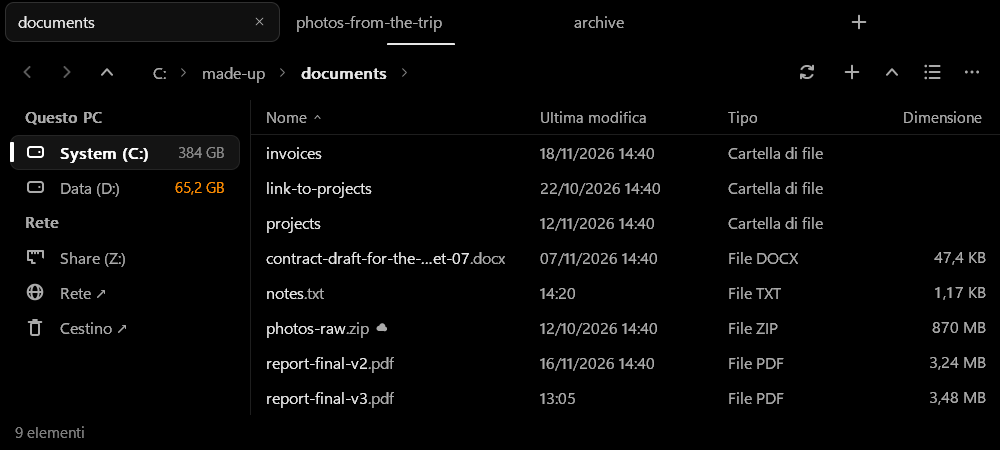 documents
photos-from-the-trip
archive
C: made-up documents
Questo PC
System (C:) 384 GB
Data (D:) 65,2 GB
Rete
Share (Z:)
Rete ↗
Cestino ↗
Nome Ultima modifica Tipo Dimensione
invoices 18/11/2026 14:40 Cartella di file
link-to-projects 22/10/2026 14:40 Cartella di file
projects 12/11/2026 14:40 Cartella di file
contract-draft-for-the-...et-07.docx 07/11/2026 14:40 File DOCX 47,4 KB
notes.txt 14:20 File TXT 1,17 KB
photos-raw.zip 12/10/2026 14:40 File ZIP 870 MB
report-final-v2.pdf 16/11/2026 14:40 File PDF 3,24 MB
report-final-v3.pdf 13:05 File PDF 3,48 MB
9 elementi